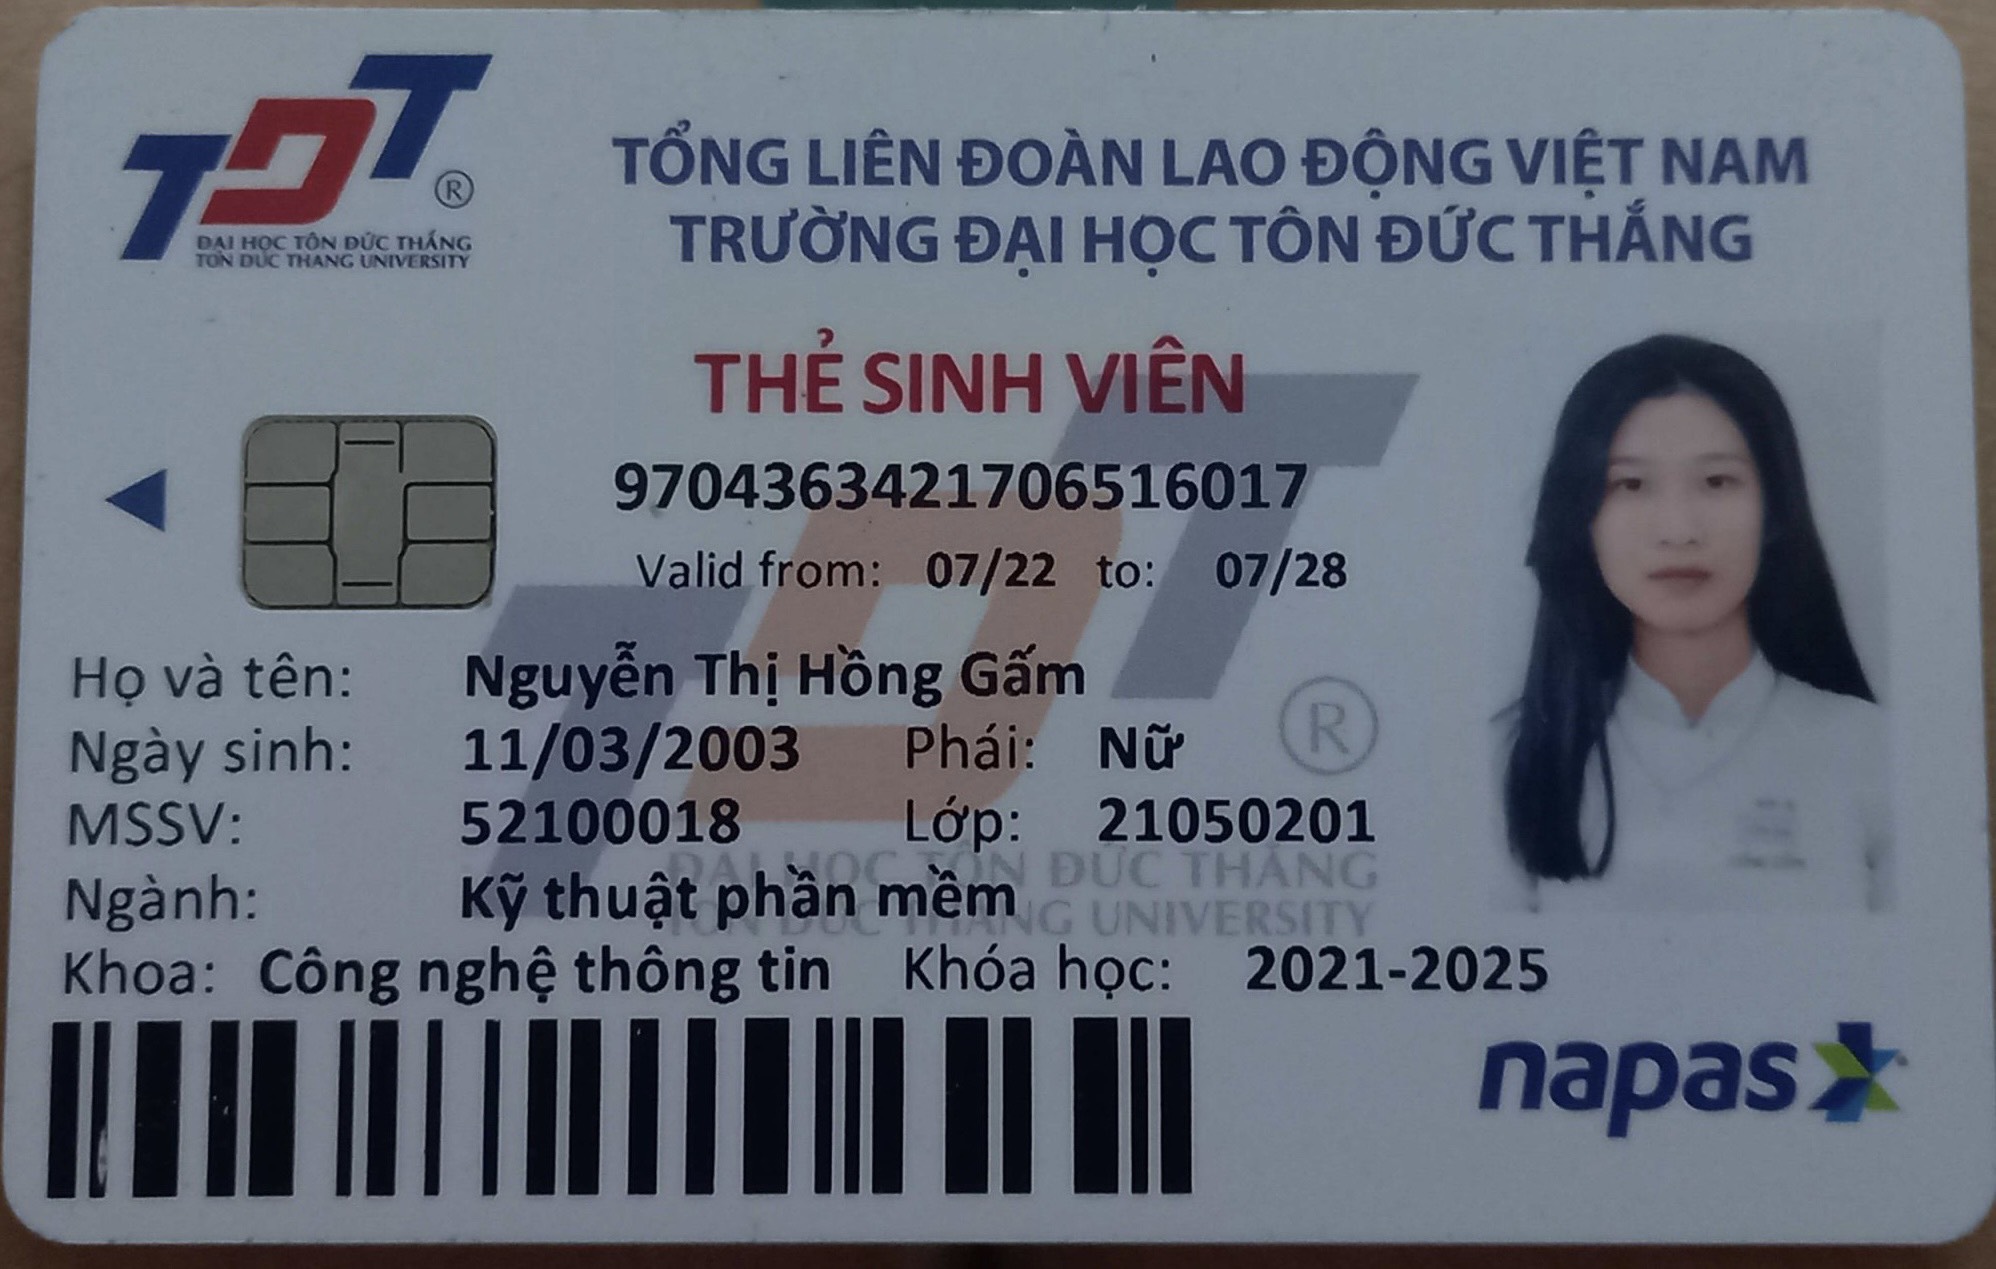 TDT®
ĐẠI HỌC TÔN ĐỨC THẮNG
TON DUC THANG UNIVERSITY
TỔNG LIÊN ĐOÀN LAO ĐỘNG VIỆT NAM
TRƯỜNG ĐẠI HỌC TÔN ĐỨC THẮNG
THẺ SINH VIÊN
9704363421706516017
Valid from: 07/22 to: 07/28
Họ và tên: Nguyễn Thị Hồng Gấm
Ngày sinh: 11/03/2003 Phái: Nữ
MSSV: 52100018 Lớp: 21050201
Ngành: Kỹ thuật phần mềm
Khoa: Công nghệ thông tin Khóa học: 2021-2025
TDT®
ĐẠI HỌC TÔN ĐỨC THẮNG
TON DUC THANG UNIVERSITY
napas